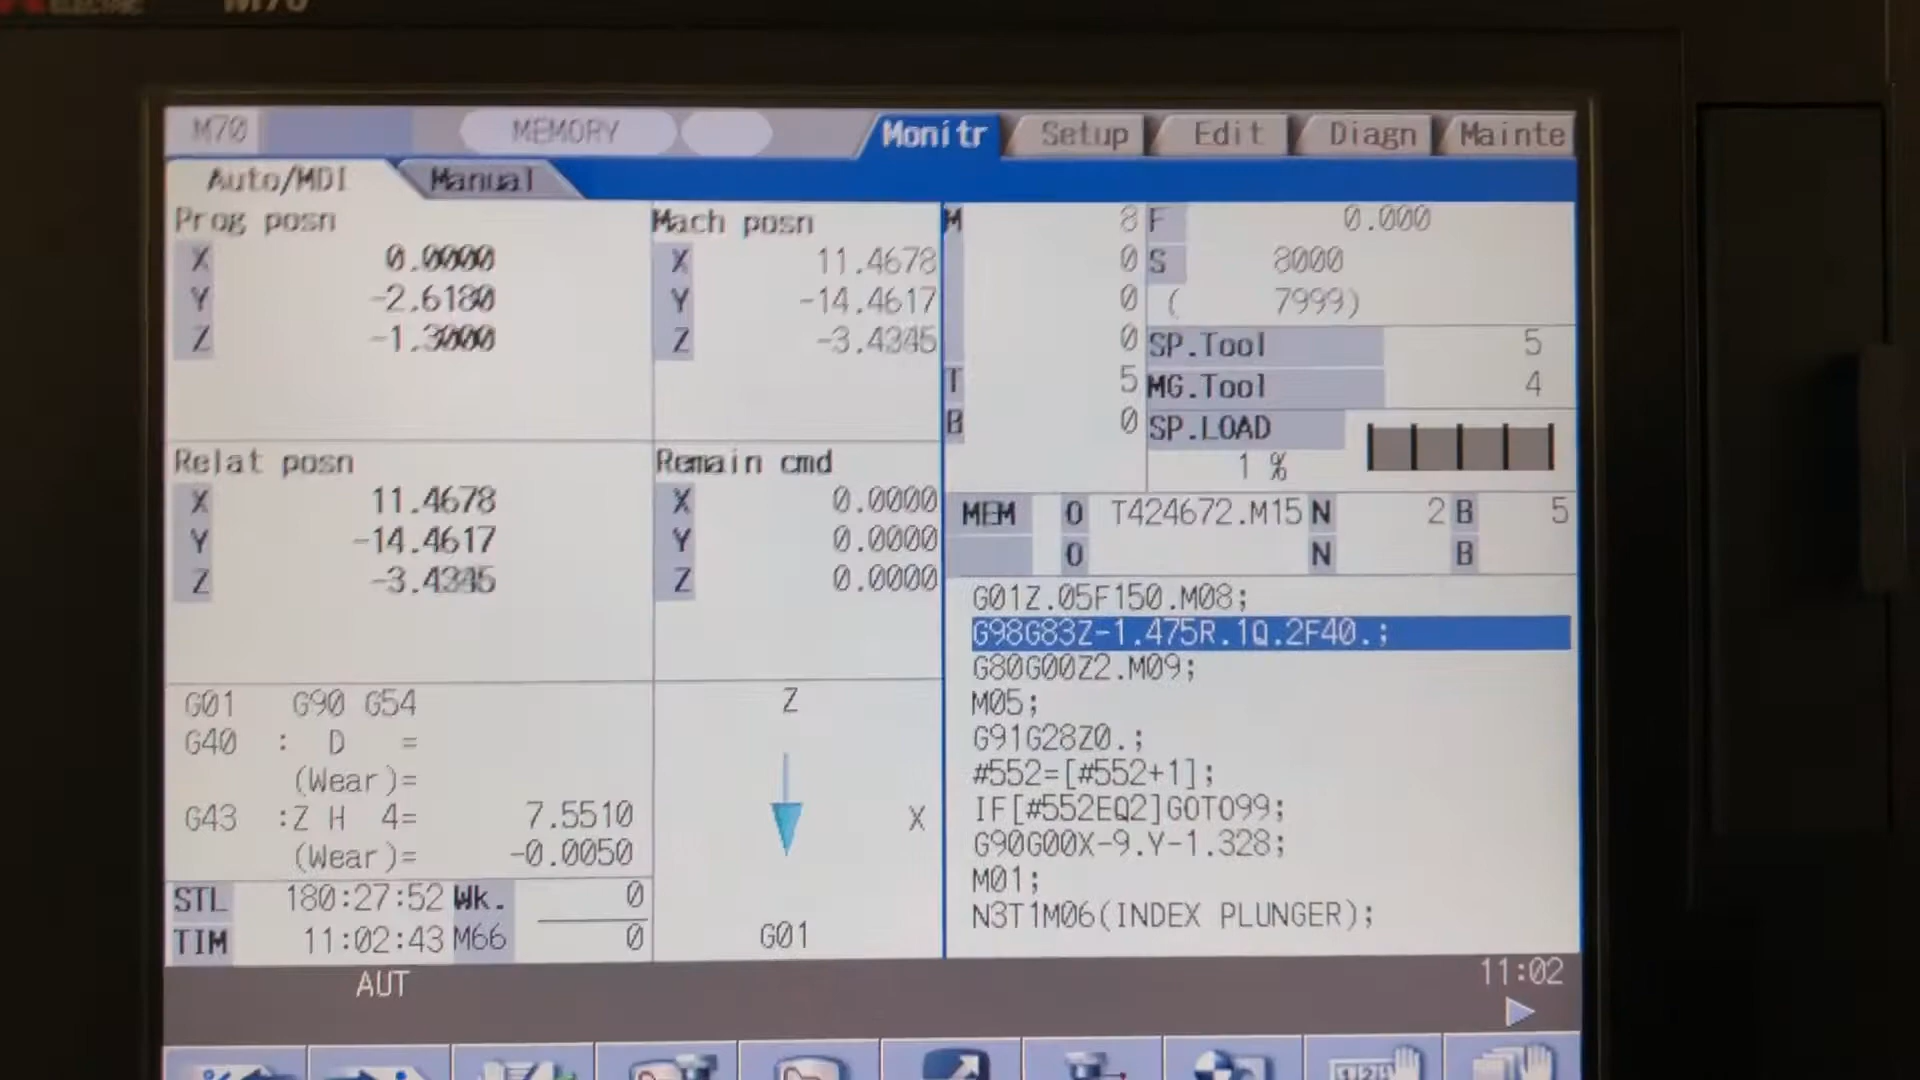 M70
M70 MEMORY Monitr Setup Edit Diagn Mainte
Auto/MDI Manual
Prog posn
X 0.0000
Y -2.6180
Z -1.3000
Mach posn
X 11.4678
Y -14.4617
Z -3.4345
Relat posn
X 11.4678
Y -14.4617
Z -3.4345
Remain cmd
X 0.0000
Y 0.0000
Z 0.0000
G01 G90 G54
G40 : D =
(Wear)=
G43 :Z H 4= 7.5510
(Wear)= -0.0050
STL 180:27:52 Wk. 0
TIM 11:02:43 M66 0
Z
X
G01
M 8
0
0
0
T 5
B 0
F 0.000
S 8000
( 7999)
SP.Tool 5
MG.Tool 4
SP.LOAD
1 %
MEM O T424672.M15 N 2 B 5
O N B
G01Z.05F150.M08;
G98G83Z-1.475R.1Q.2F40.;
G80G00Z2.M09;
M05;
G91G28Z0.;
#552=[#552+1];
IF[#552EQ2]GOTO99;
G90G00X-9.Y-1.328;
M01;
N3T1M06(INDEX PLUNGER);
AUT
11:02